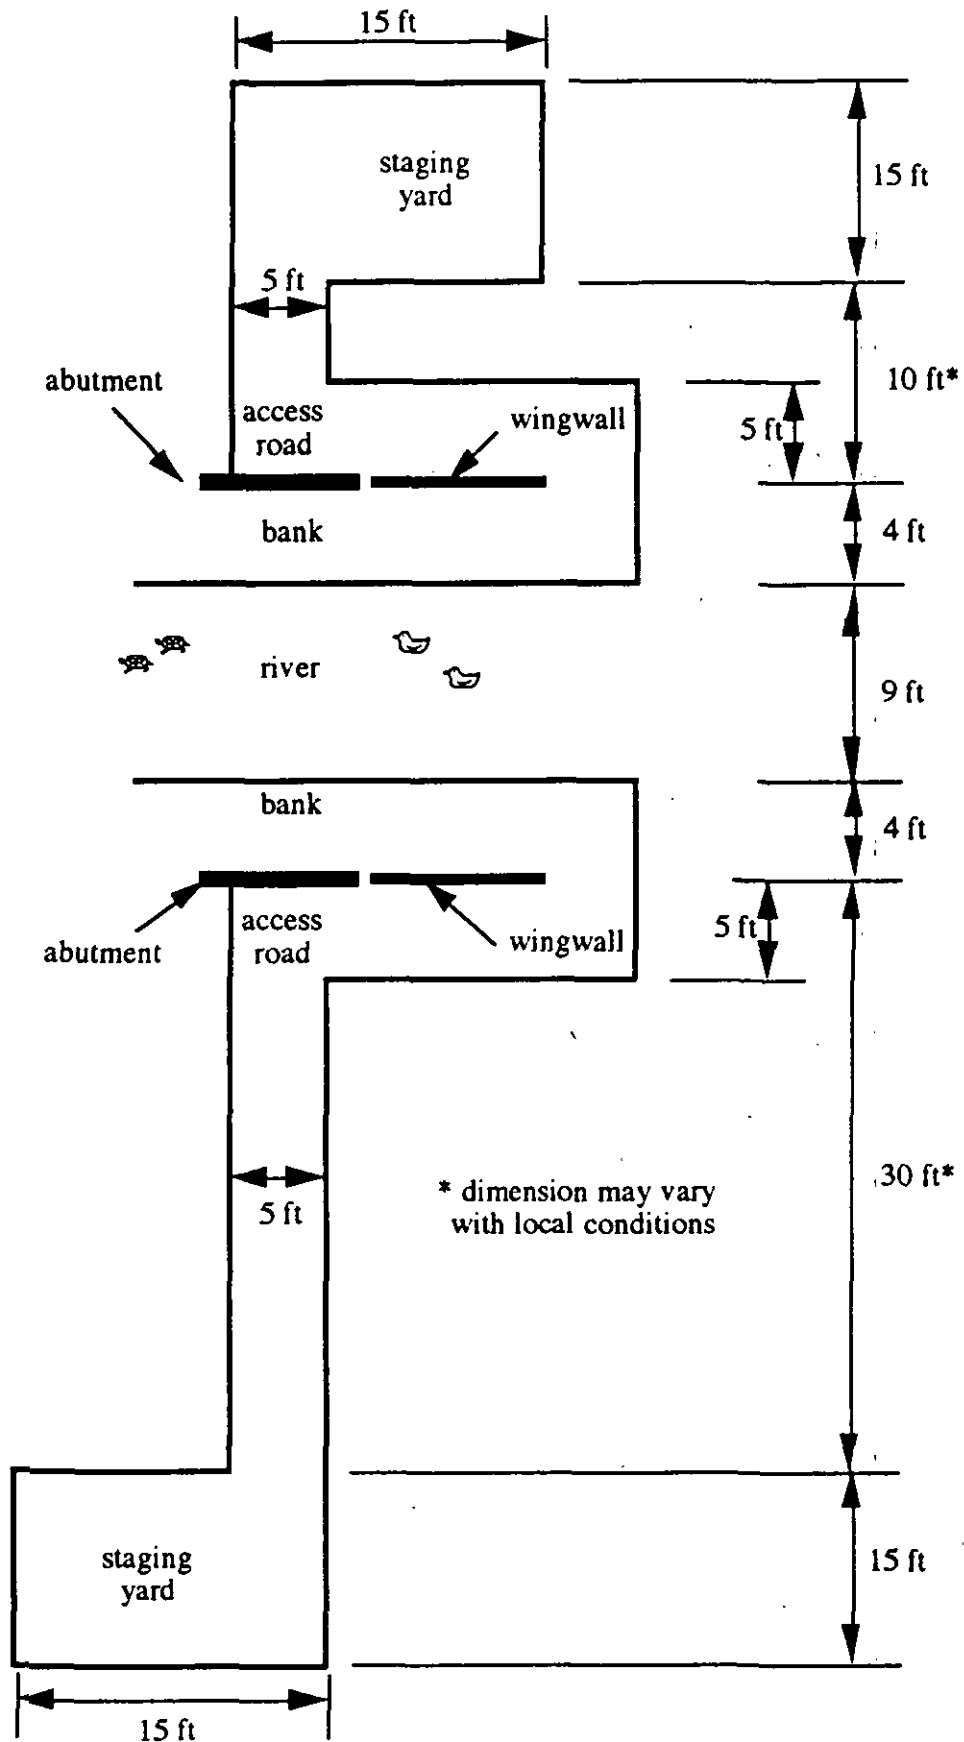 15 ft
staging
yard
15 ft
5 ft
10 ft*
abutment
access
road
wingwall
5 ft
4 ft
bank
river
9 ft
bank
4 ft
abutment
access
road
wingwall
5 ft
30 ft*
5 ft
* dimension may vary
with local conditions
staging
yard
15 ft
15 ft